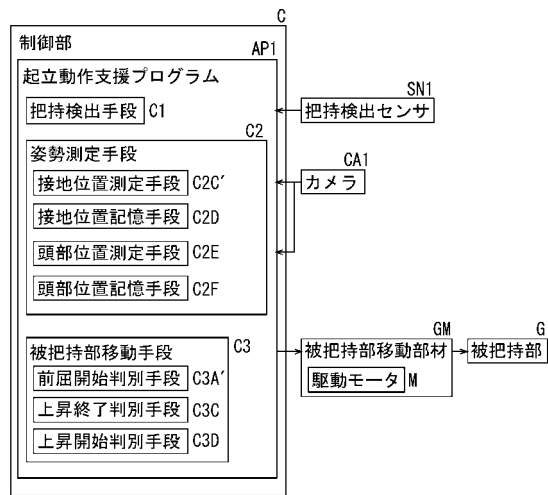 C
制御部
AP1
起立動作支援プログラム
把持検出手段 C1
C2
姿勢測定手段
接地位置測定手段 C2C′
接地位置記憶手段 C2D
頭部位置測定手段 C2E
頭部位置記憶手段 C2F
被把持部移動手段 C3
前屈開始判別手段 C3A′
上昇終了判別手段 C3C
上昇開始判別手段 C3D
SN1
把持検出センサ
CA1
カメラ
GM
被把持部移動部材
駆動モータ M
G
被把持部